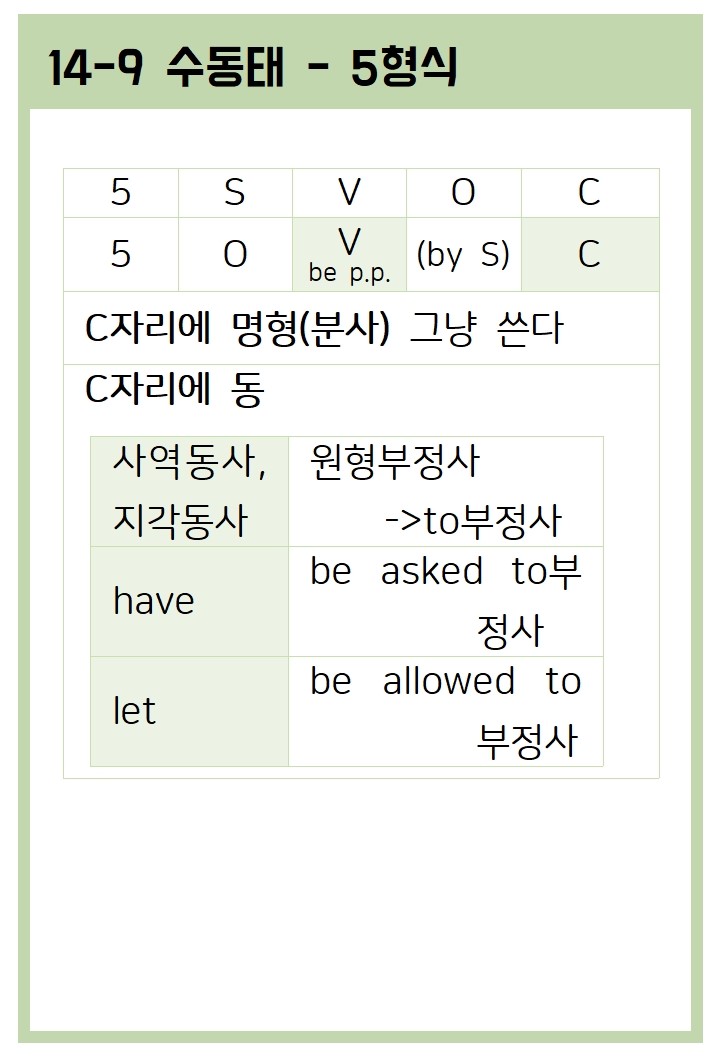 14-9 수동태 - 5형식
5 S V O C
5 O V (by S) C
be p.p.
C자리에 명형(분사) 그냥 쓴다
C자리에 동
사역동사, 원형부정사
지각동사 ->to부정사
have be asked to부
정사
let be allowed to
부정사